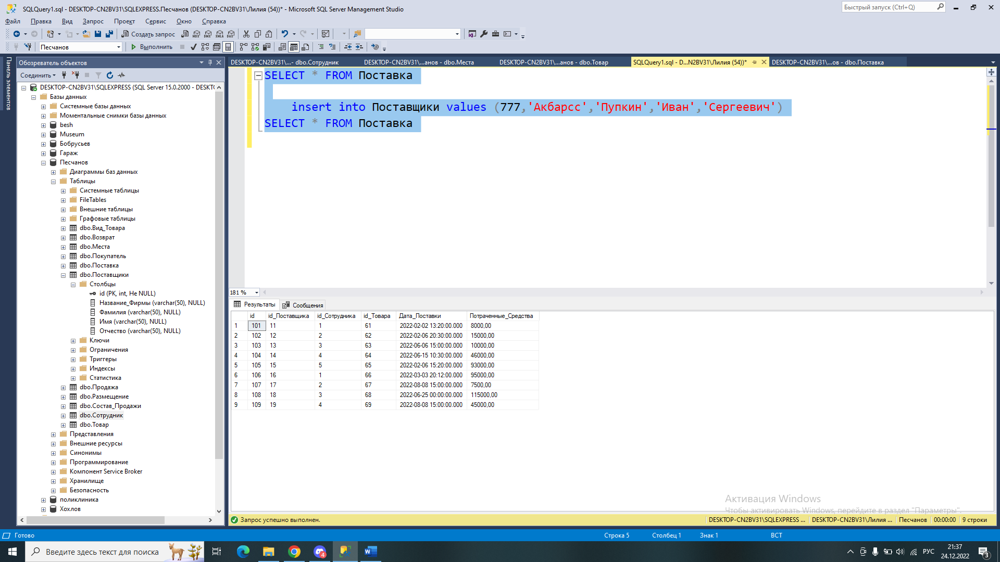 SQLQuery1.sql - DESKTOP-CN2BV31\SQLEXPRESS.Песчанов (DESKTOP-CN2BV31\Лилия (54))* - Microsoft SQL Server Management Studio
Быстрый запуск (Ctrl+Q)
Файл Правка Вид Запрос Проект Сервис Окно Справка
Создать запрос
MDX DMX XMLA DAX
Песчанов
Выполнить
Панель элементов
Обозреватель объектов
Соединить
DESKTOP-CN2BV31\SQLEXPRESS (SQL Server 15.0.2000 - DESKT
Базы данных
Системные базы данных
Моментальные снимки базы данных
besh
Museum
Бобрусьев
Гараж
Песчанов
Диаграммы баз данных
Таблицы
Системные таблицы
FileTables
Внешние таблицы
Графовые таблицы
dbo.Вид_Товара
dbo.Возврат
dbo.Места
dbo.Покупатель
dbo.Поставка
dbo.Поставщики
Столбцы
id (PK, int, Не NULL)
Название_Фирмы (varchar(50), NULL)
Фамилия (varchar(50), NULL)
Имя (varchar(50), NULL)
Отчество (varchar(50), NULL)
Ключи
Ограничения
Триггеры
Индексы
Статистика
dbo.Продажа
dbo.Размещение
dbo.Состав_Продажи
dbo.Сотрудник
dbo.Товар
Представления
Внешние ресурсы
Синонимы
Программирование
Компонент Service Broker
Хранилище
Безопасность
поликлиника
Хохлов
DESKTOP-CN2BV31\...- dbo.Сотрудник DESKTOP-CN2BV31\...анов - dbo.Места DESKTOP-CN2BV31\...анов - dbo.Товар SQLQuery1.sql - D...N2BV31\Лилия (54))* DESKTOP-CN2BV31\...ов - dbo.Поставка
SELECT * FROM Поставка
insert into Поставщики values (777,'Акбарсс','Пупкин','Иван','Сергеевич')
SELECT * FROM Поставка
181 %
Результаты Сообщения
id id_Поставщика id_Сотрудника id_Товара Дата_Поставки Потраченные_Средства
1 101 11 1 61 2022-02-02 13:20:00.000 8000,00
2 102 12 2 62 2022-02-06 20:30:00.000 15000,00
3 103 13 3 63 2022-06-06 15:00:00.000 10000,00
4 104 14 4 64 2022-06-15 10:30:00.000 46000,00
5 105 15 5 65 2022-02-06 15:20:00.000 93000,00
6 106 16 1 66 2022-03-03 20:12:00.000 95000,00
7 107 17 2 67 2022-08-08 15:00:00.000 7500,00
8 108 18 3 68 2022-06-25 00:00:00.000 115000,00
9 109 19 4 69 2022-08-08 15:00:00.000 45000,00
Активация Windows
Чтобы активировать Windows, перейдите в раздел "Параметры".
Запрос успешно выполнен. DESKTOP-CN2BV31\SQLEXPRESS ... DESKTOP-CN2BV31\Лилия ... Песчанов 00:00:00 9 строки
Готово Строка 5 Столбец 1 Знак 1 ВСТ
Введите здесь текст для поиска
4
РУС
21:37
24.12.2022
3